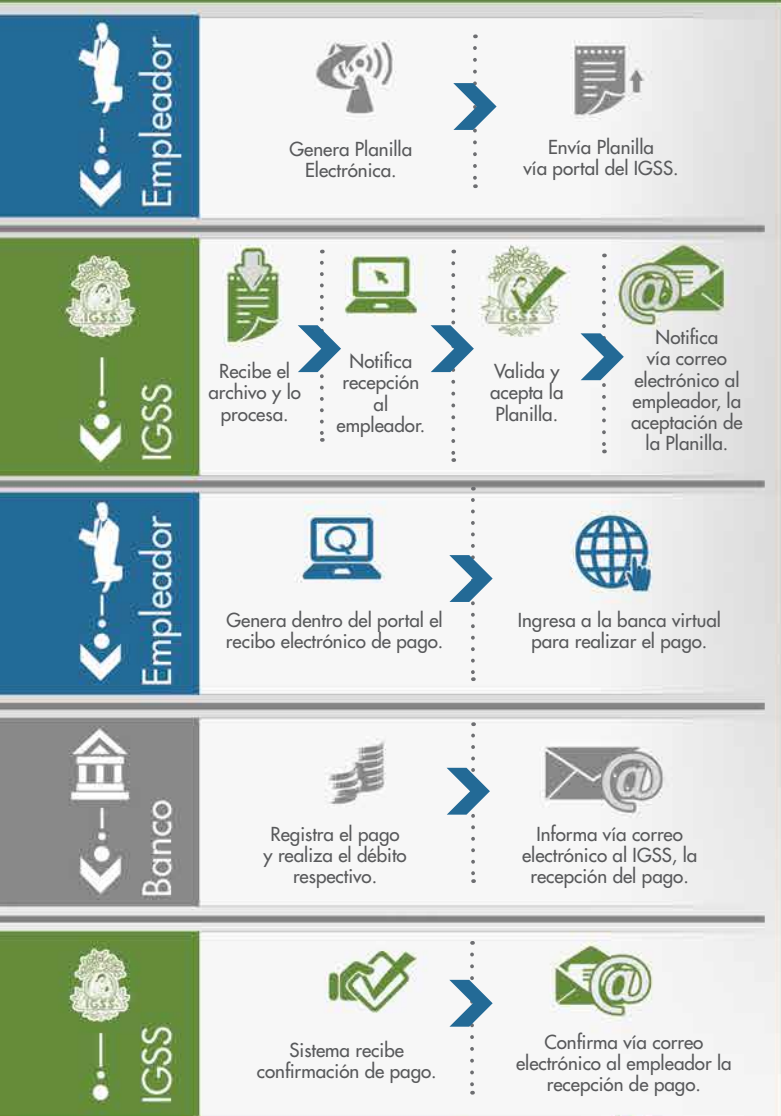 Empleador
Genera Planilla
Electrónica.
Envía Planilla
vía portal del IGSS.
IGSS
IGSS
Recibe el
archivo y lo
procesa.
Notifica
recepción
al
empleador.
IGSS
Valida y
acepta la
Planilla.
@
Notifica
vía correo
electrónico al
empleador, la
aceptación de
la Planilla.
Empleador
Q
Genera dentro del portal el
recibo electrónico de pago.
Ingresa a la banca virtual
para realizar el pago.
Banco
Registra el pago
y realiza el débito
respectivo.
@
Informa vía correo
electrónico al IGSS, la
recepción del pago.
IGSS
IGSS
Sistema recibe
confirmación de pago.
@
Confirma vía correo
electrónico al empleador la
recepción de pago.